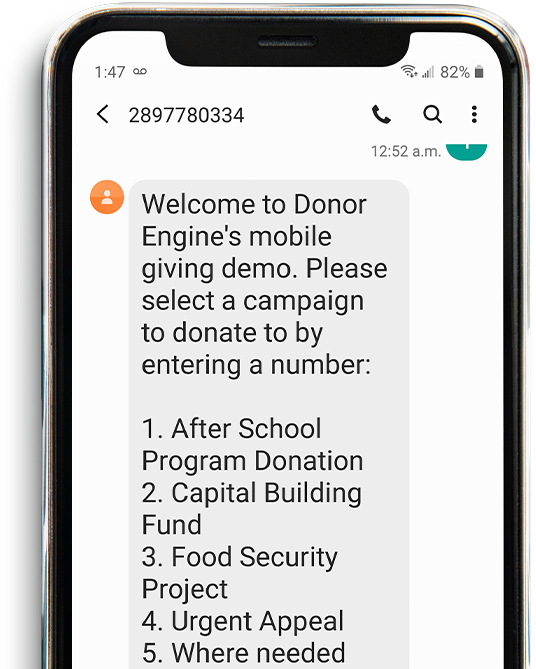 1:47 82%
2897780334
12:52 a.m.
Welcome to Donor
Engine's mobile
giving demo. Please
select a campaign
to donate to by
entering a number:
1. After School
Program Donation
2. Capital Building
Fund
3. Food Security
Project
4. Urgent Appeal
5. Where needed